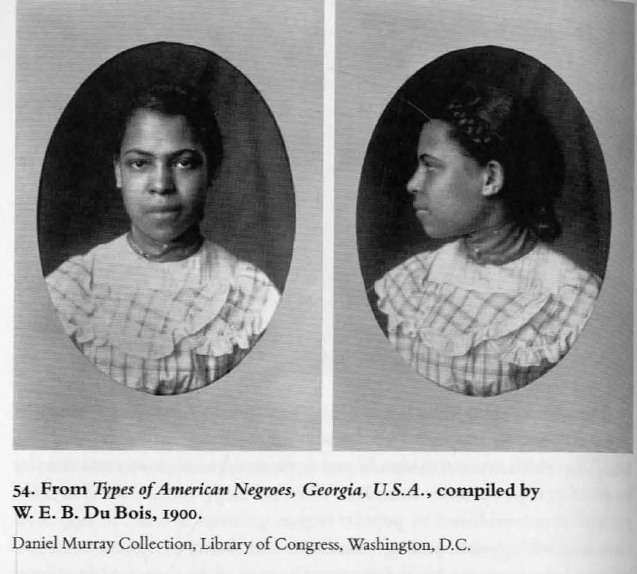 54. From Types of American Negroes, Georgia, U.S.A., compiled by
W. E. B. Du Bois, 1900.
Daniel Murray Collection, Library of Congress, Washington, D.C.